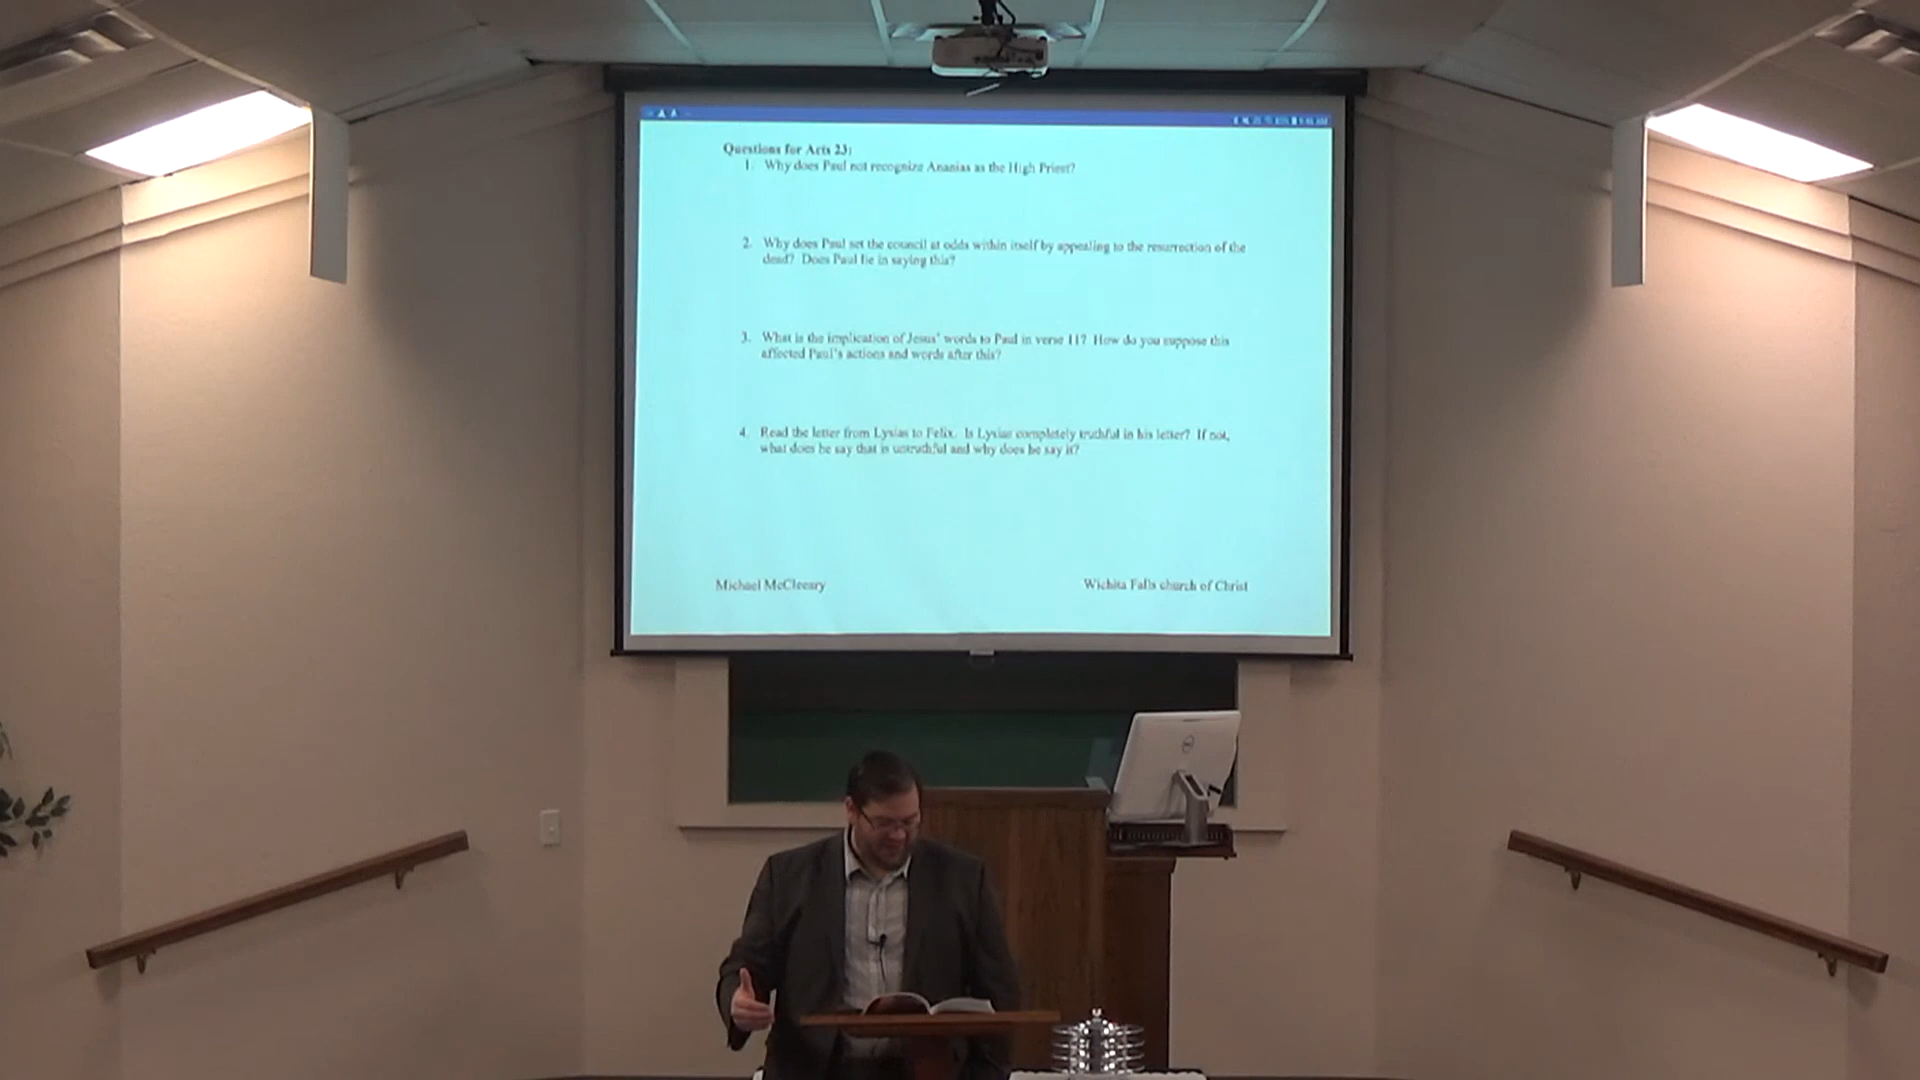 Questions for Acts 23:
1. Why does Paul not recognize Ananias as the High Priest?
2. Why does Paul set the council at odds within itself by appealing to the resurrection of the
dead? Does Paul lie in saying this?
3. What is the implication of Jesus' words to Paul in verse 11? How do you suppose this
affected Paul's actions and words after this?
4. Read the letter from Lysias to Felix. Is Lysias completely truthful in his letter? If not,
what does he say that is untruthful and why does he say it?
Michael McCleeary
Wichita Falls church of Christ